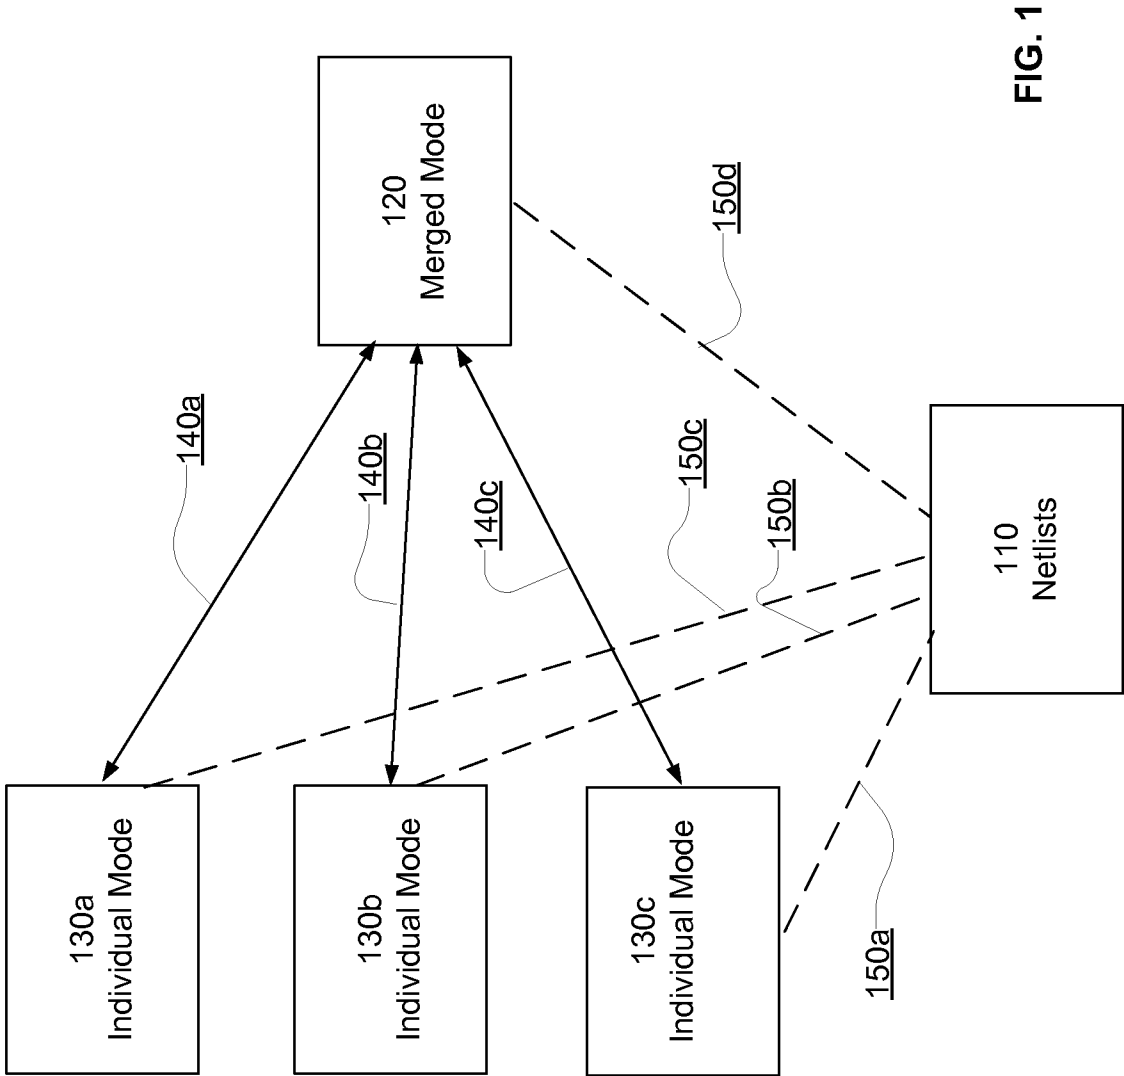 130a
Individual Mode
130b
Individual Mode
130c
Individual Mode
140a
140b
140c
150a
150b
150c
150d
120
Merged Mode
110
Netlists
FIG. 1